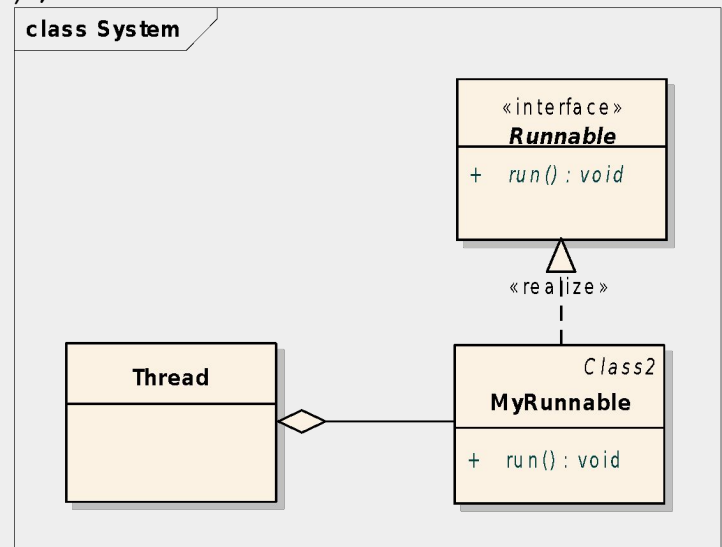 class System
«interface»
Runnable
+ run() : void
«realize»
Thread
Class2
MyRunnable
+ run() : void